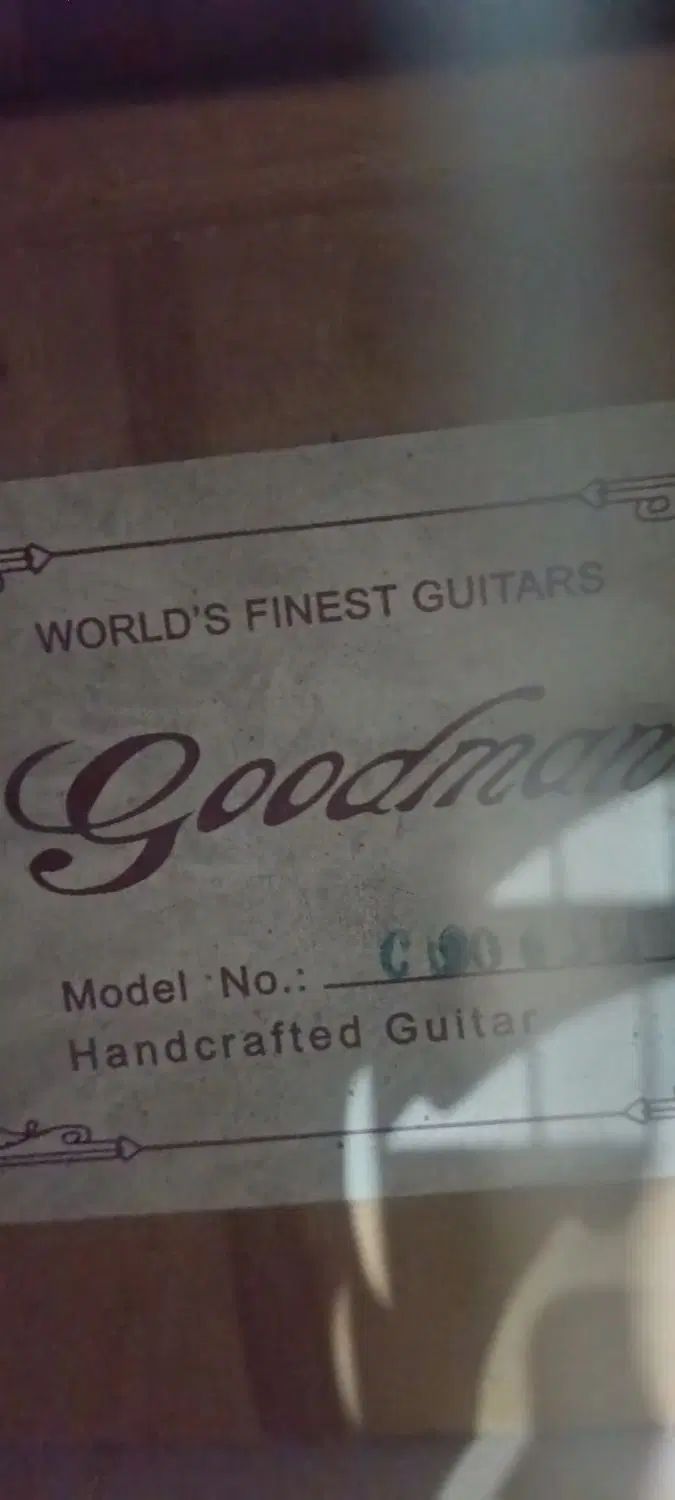 WORLD'S FINEST GUITARS
Goodman
Model No.:
Handcrafted Guitar